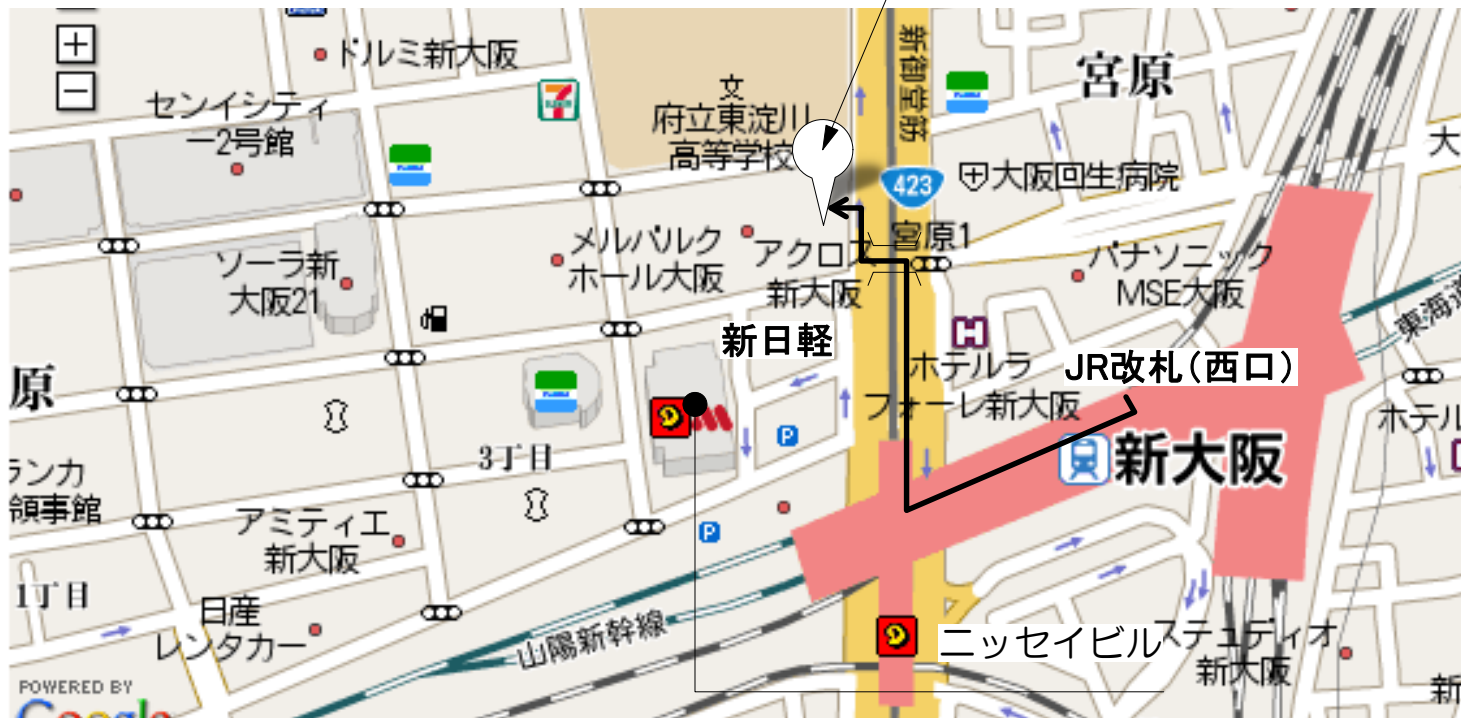 ドルミ新大阪
センイシティ
ー2号館
文
府立東淀川
高等学校
新御堂筋
宮原
大
423
大阪回生病院
メルパルク
ホール大阪
アクロス
新大阪
宮原1
パナソニック
MSE大阪
ソーラ新
大阪21
新日軽
H
ホテルラ
フォーレ新大阪
JR改札(西口)
東海道
原
P
ホテル
3丁目
新大阪
ランカ
領事館
アミティエ
新大阪
P
1丁目
日産
レンタカー
山陽新幹線
ニッセイビル
ステュディオ
新大阪
新
POWERED BY
Google